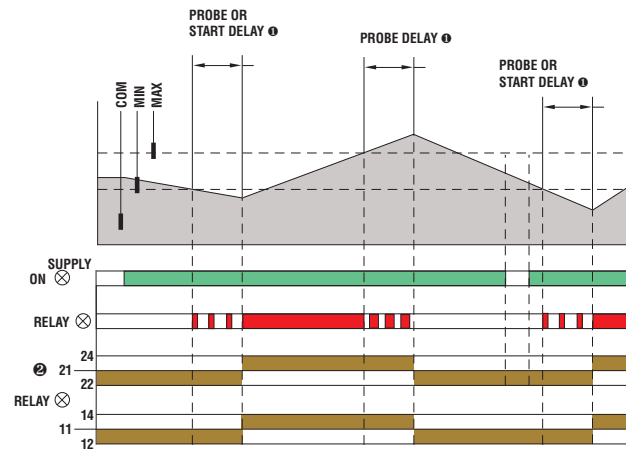 PROBE OR
START DELAY ❶
PROBE DELAY ❶
PROBE OR
START DELAY ❶
COM
MIN
MAX
SUPPLY
ON
RELAY
24
❷ 21
22
RELAY
14
11
12